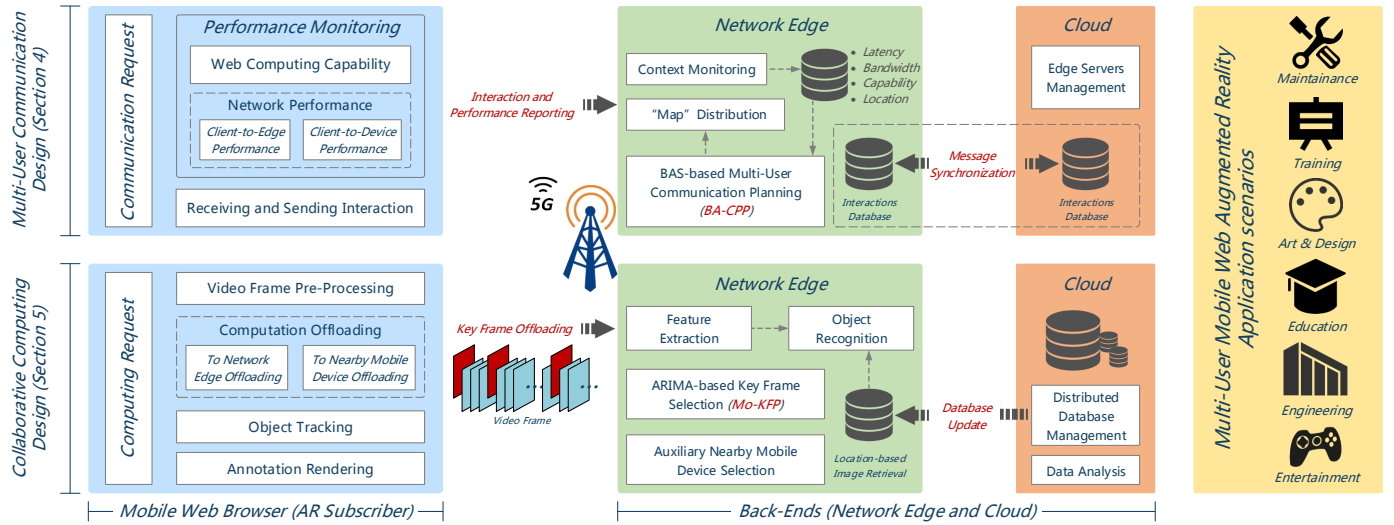 Multi-User Communication
Design (Section 4)
Communication Request
Performance Monitoring
Web Computing Capability
Network Performance
Client-to-Edge
Performance
Client-to-Device
Performance
Receiving and Sending Interaction
Interaction and
Performance Reporting
5G
Network Edge
Context Monitoring
• Latency
• Bandwidth
• Capability
• Location
"Map" Distribution
BAS-based Multi-User
Communication Planning
(BA-CPP)
Interactions
Database
Message
Synchronization
Cloud
Edge Servers
Management
Interactions
Database
Collaborative Computing
Design (Section 5)
Computing Request
Video Frame Pre-Processing
Computation Offloading
To Network
Edge Offloading
To Nearby Mobile
Device Offloading
Object Tracking
Annotation Rendering
Key Frame Offloading
...
...
Video Frame
Network Edge
Feature
Extraction
Object
Recognition
ARIMA-based Key Frame
Selection (Mo-KFP)
Auxiliary Nearby Mobile
Device Selection
Location-based
Image Retrieval
Database
Update
Cloud
Distributed
Database
Management
Data Analysis
Mobile Web Browser (AR Subscriber)
Back-Ends (Network Edge and Cloud)
Multi-User Mobile Web Augmented Reality
Application scenarios
Maintainance
Training
Art & Design
Education
Engineering
Entertainment